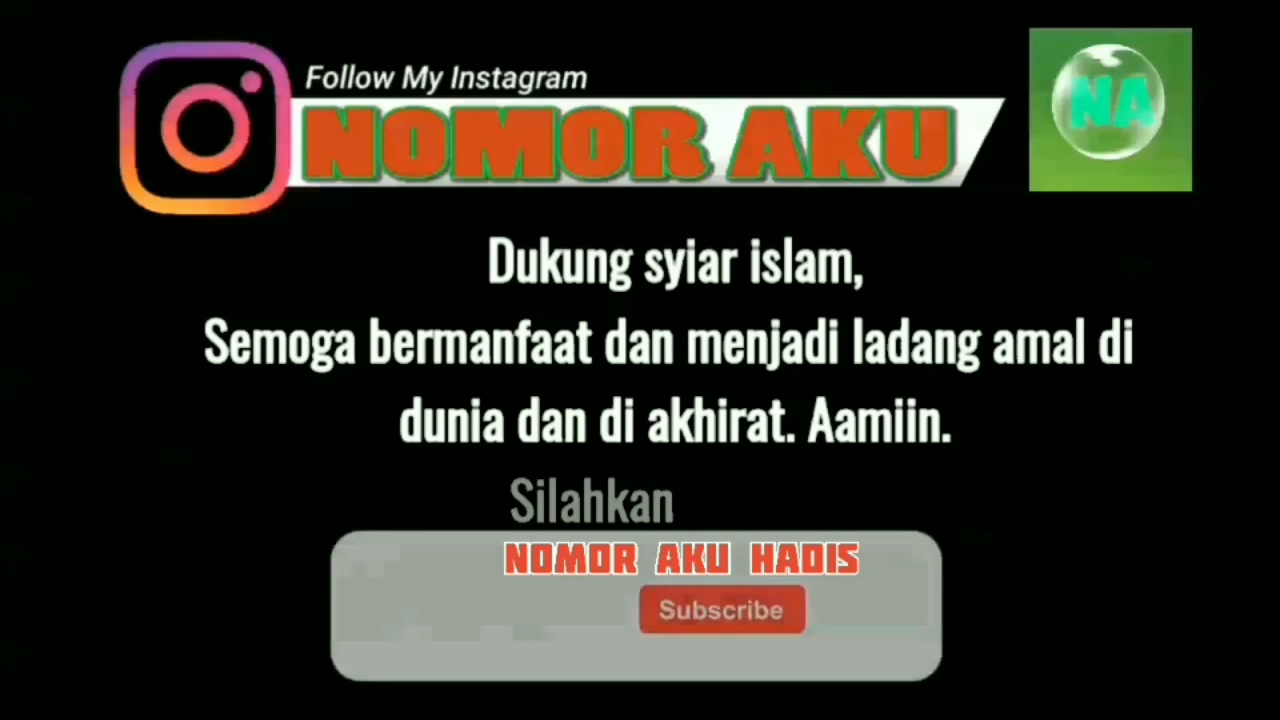 Follow My Instagram
NOMOR AKU
NA
Dukung syiar islam,
Semoga bermanfaat dan menjadi ladang amal di
dunia dan di akhirat. Aamiin.
Silahkan
NOMOR AKU HADIS
Subscribe